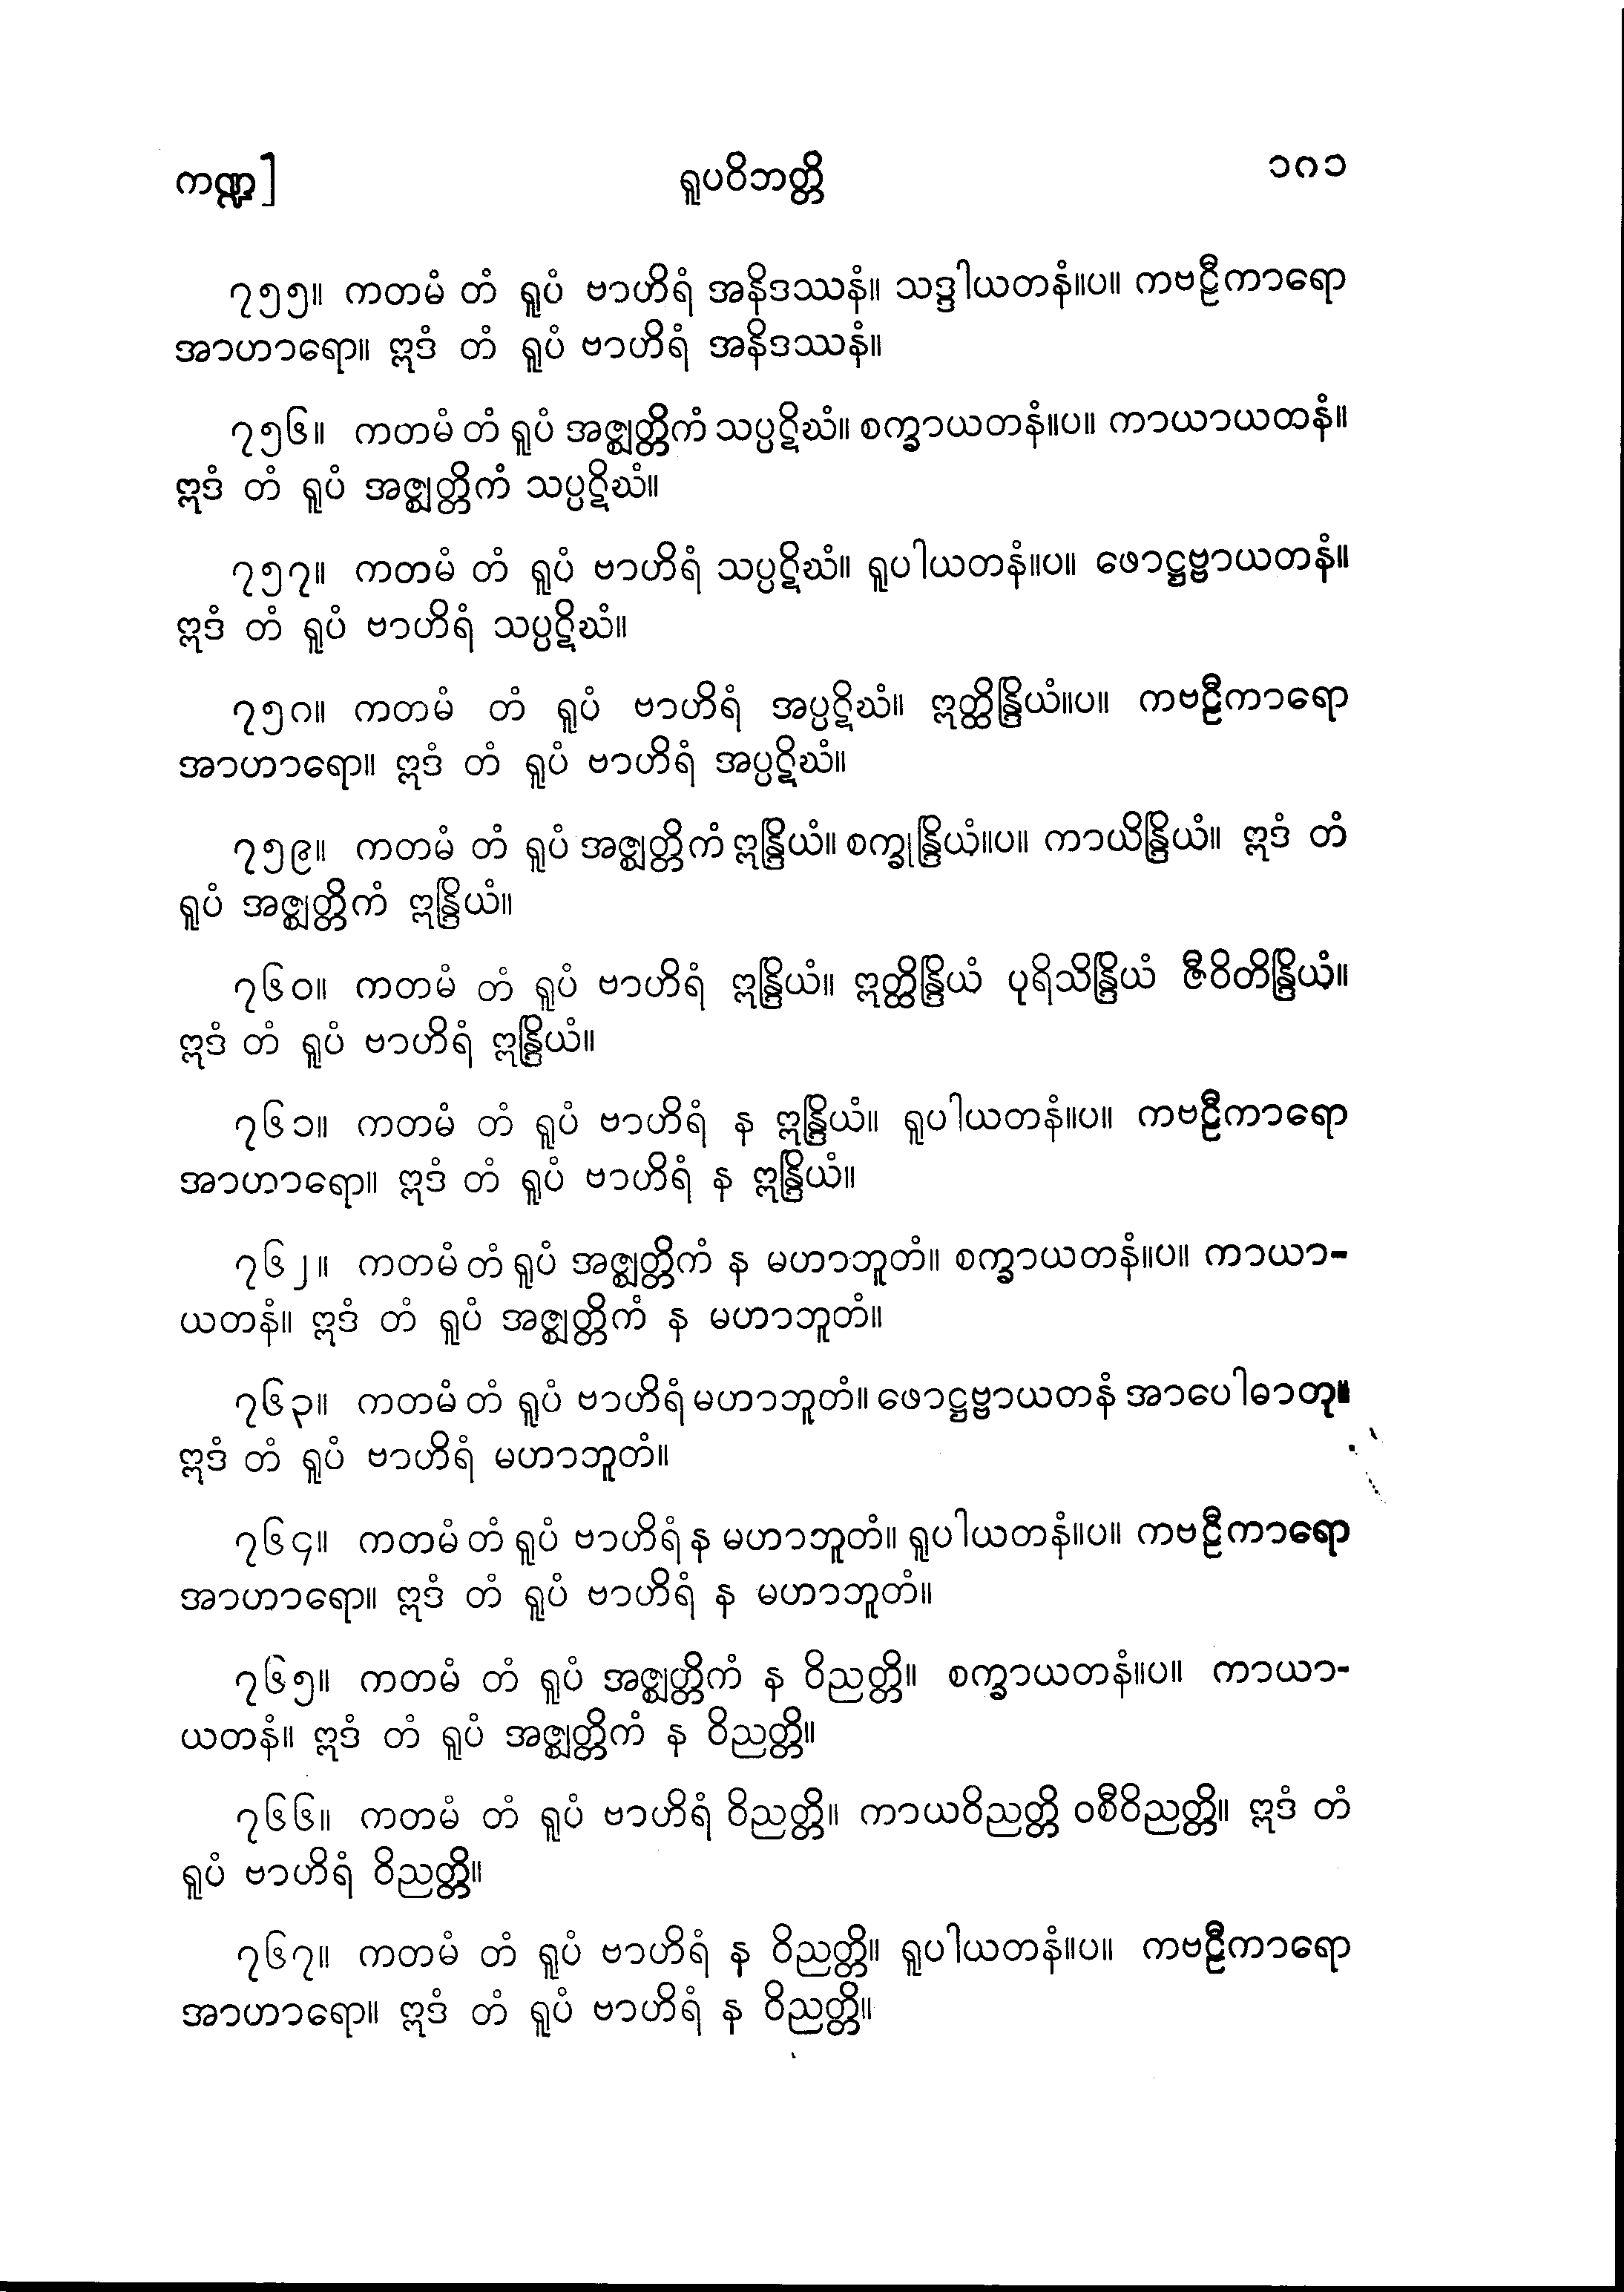 ကဏ္ဍ] ရူပဝိဘတ္တိ ၁၈၁
၇၅၅။ ကတမံ တံ ရူပံ ဗာဟိရံ အနိဒဿနံ။ သဒ္ဒါယတနံ။ပ။ ကဗဠီကာရော
အာဟာရော။ ဣဒံ တံ ရူပံ ဗာဟိရံ အနိဒဿနံ။
၇၅၆။ ကတမံ တံ ရူပံ အဇ္ဈတ္တိကံ သပ္ပဋိဃံ။ စက္ခာယတနံ။ပ။ ကာယာယတနံ။
ဣဒံ တံ ရူပံ အဇ္ဈတ္တိကံ သပ္ပဋိဃံ။
၇၅၇။ ကတမံ တံ ရူပံ ဗာဟိရံ သပ္ပဋိဃံ။ ရူပါယတနံ။ပ။ ဖောဋ္ဌဗ္ဗာယတနံ။
ဣဒံ တံ ရူပံ ဗာဟိရံ သပ္ပဋိဃံ။
၇၅၈။ ကတမံ တံ ရူပံ ဗာဟိရံ အပ္ပဋိဃံ။ ဣတ္ထိန္ဒြိယံ။ပ။ ကဗဠီကာရော
အာဟာရော။ ဣဒံ တံ ရူပံ ဗာဟိရံ အပ္ပဋိဃံ။
၇၅၉။ ကတမံ တံ ရူပံ အဇ္ဈတ္တိကံ ဣန္ဒြိယံ။ စက္ခုန္ဒြိယံ။ပ။ ကာယိန္ဒြိယံ။ ဣဒံ တံ
ရူပံ အဇ္ဈတ္တိကံ ဣန္ဒြိယံ။
၇၆၀။ ကတမံ တံ ရူပံ ဗာဟိရံ ဣန္ဒြိယံ။ ဣတ္ထိန္ဒြိယံ ပုရိသိန္ဒြိယံ ဇီဝိတိန္ဒြိယံ။
ဣဒံ တံ ရူပံ ဗာဟိရံ ဣန္ဒြိယံ။
၇၆၁။ ကတမံ တံ ရူပံ ဗာဟိရံ န ဣန္ဒြိယံ။ ရူပါယတနံ။ပ။ ကဗဠီကာရော
အာဟာရော။ ဣဒံ တံ ရူပံ ဗာဟိရံ န ဣန္ဒြိယံ။
၇၆၂။ ကတမံ တံ ရူပံ အဇ္ဈတ္တိကံ န မဟာဘူတံ။ စက္ခာယတနံ။ပ။ ကာယာ-
ယတနံ။ ဣဒံ တံ ရူပံ အဇ္ဈတ္တိကံ န မဟာဘူတံ။
၇၆၃။ ကတမံ တံ ရူပံ ဗာဟိရံ မဟာဘူတံ။ ဖောဋ္ဌဗ္ဗာယတနံ အာပေါဓာတု။
ဣဒံ တံ ရူပံ ဗာဟိရံ မဟာဘူတံ။
၇၆၄။ ကတမံ တံ ရူပံ ဗာဟိရံ န မဟာဘူတံ။ ရူပါယတနံ။ပ။ ကဗဠီကာရော
အာဟာရော။ ဣဒံ တံ ရူပံ ဗာဟိရံ န မဟာဘူတံ။
၇၆၅။ ကတမံ တံ ရူပံ အဇ္ဈတ္တိကံ န ဝိညတ္တိ။ စက္ခာယတနံ။ပ။ ကာယာ-
ယတနံ။ ဣဒံ တံ ရူပံ အဇ္ဈတ္တိကံ န ဝိညတ္တိ။
၇၆၆။ ကတမံ တံ ရူပံ ဗာဟိရံ ဝိညတ္တိ။ ကာယဝိညတ္တိ ဝစီဝိညတ္တိ။ ဣဒံ တံ
ရူပံ ဗာဟိရံ ဝိညတ္တိ။
၇၆၇။ ကတမံ တံ ရူပံ ဗာဟိရံ န ဝိညတ္တိ။ ရူပါယတနံ။ပ။ ကဗဠီကာရော
အာဟာရော။ ဣဒံ တံ ရူပံ ဗာဟိရံ န ဝိညတ္တိ။